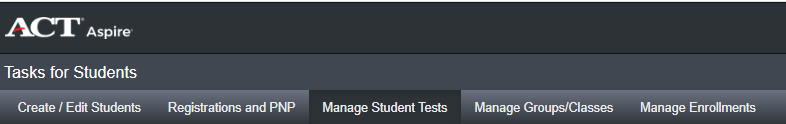 ACT Aspire
Tasks for Students
Create / Edit Students Registrations and PNP Manage Student Tests Manage Groups/Classes Manage Enrollments